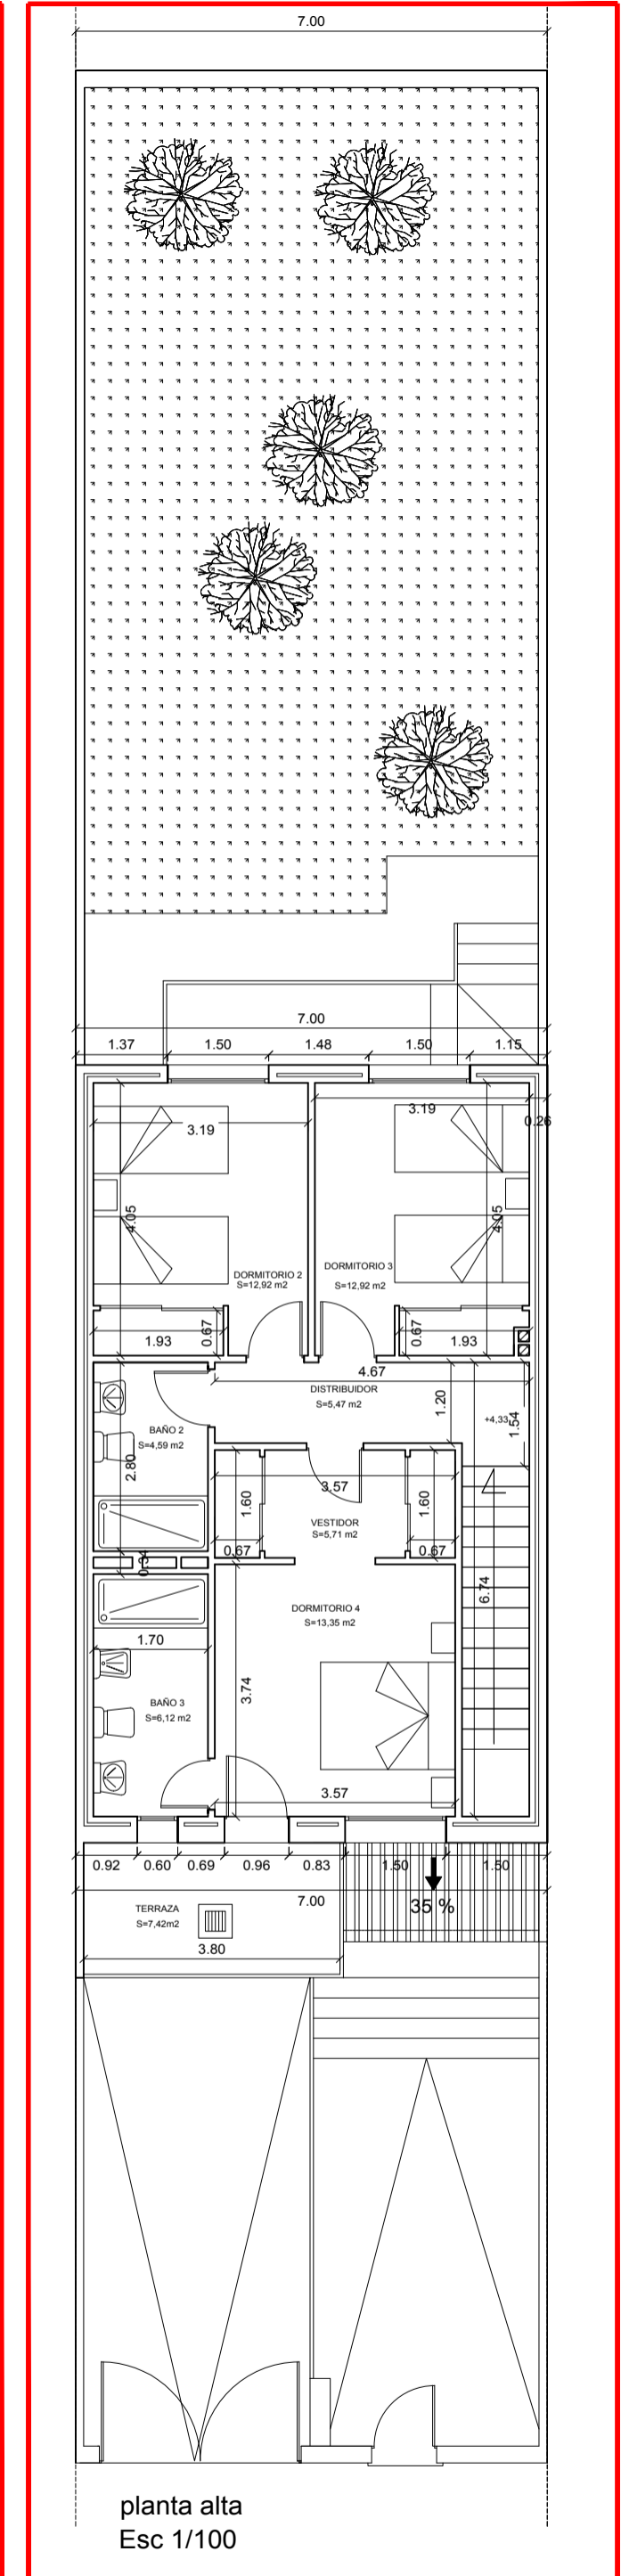 7.00
7.00
1.37
1.50
1.48
1.50
1.15
3.19
3.19
0.26
4.05
4.05
DORMITORIO 2
S=12,92 m2
DORMITORIO 3
S=12,92 m2
1.93
0.67
0.67
1.93
4.67
DISTRIBUIDOR
S=5,47 m2
1.20
+4,33
1.54
BAÑO 2
S=4,59 m2
2.80
3.57
1.60
1.60
VESTIDOR
S=5,71 m2
0.67
0.67
0.34
6.74
DORMITORIO 4
S=13,35 m2
1.70
3.74
BAÑO 3
S=6,12 m2
3.57
0.92
0.60
0.69
0.96
0.83
1.50
1.50
7.00
35 %
TERRAZA
S=7,42m2
3.80
planta alta
Esc 1/100